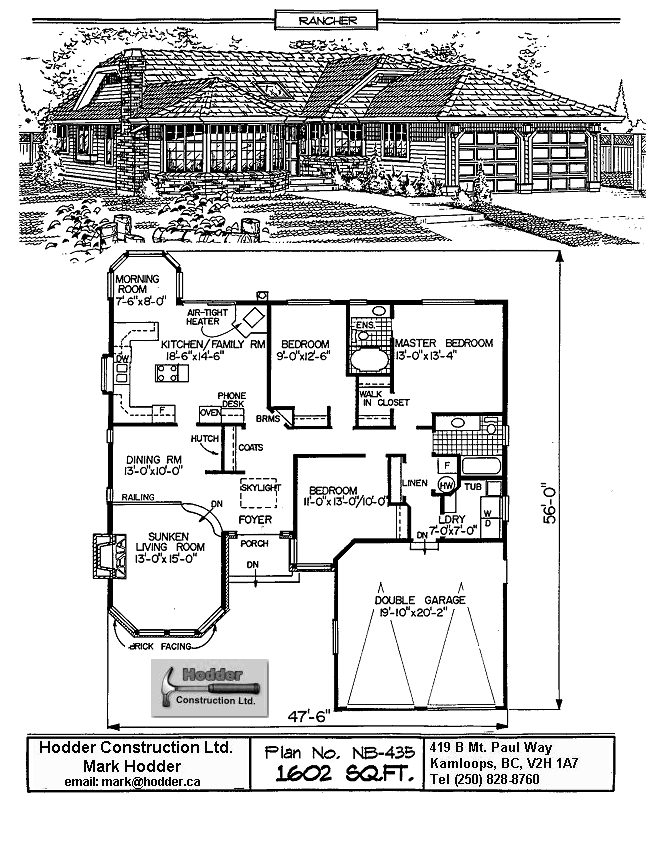 RANCHER
MORNING
ROOM
7'-6"x8'-0"
AIR-TIGHT
HEATER
KITCHEN/FAMILY RM
18'-6"x14'-6"
BEDROOM
9'-0"x12'-6"
ENS.
MASTER BEDROOM
13'-0"x13'-4"
DW
F
OVEN
PHONE
DESK
BRMS
WALK
IN CLOSET
HUTCH
COATS
DINING RM
13'-0"x10'-0"
RAILING
DN
SKYLIGHT
FOYER
BEDROOM
11'-0"x13'-0"/10'-0"
LINEN
F
HW
TUB
W
D
LDRY
7'-0"x7'-0"
DN
SUNKEN
LIVING ROOM
13'-0"x15'-0"
PORCH
DN
BRICK FACING
DOUBLE GARAGE
19'-10"x20'-2"
56'-0"
Hodder
Construction Ltd.
47'-6"
Hodder Construction Ltd.
Mark Hodder
email: mark@hodder.ca
Plan No. NB-435
1602 SQ.FT.
419 B Mt. Paul Way
Kamloops, BC, V2H 1A7
Tel (250) 828-8760